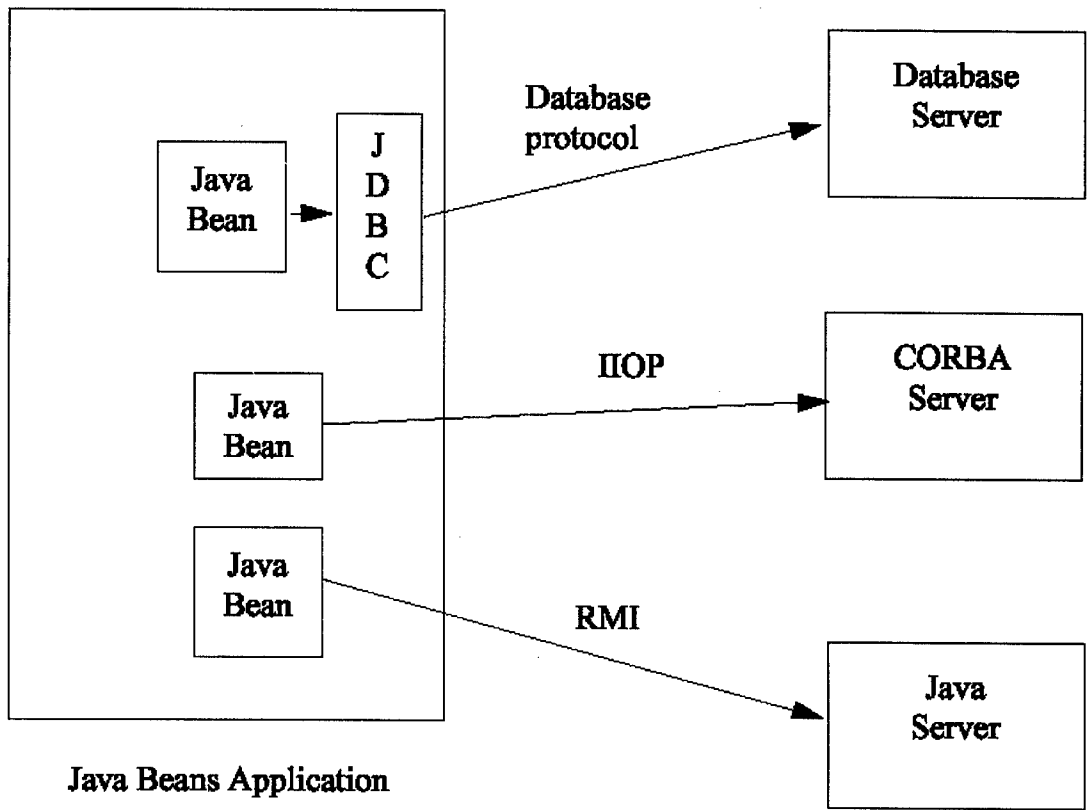 Database
Server
Database
protocol
J
D
B
C
Java
Bean
IIOP
CORBA
Server
Java
Bean
Java
Bean
RMI
Java
Server
Java Beans Application